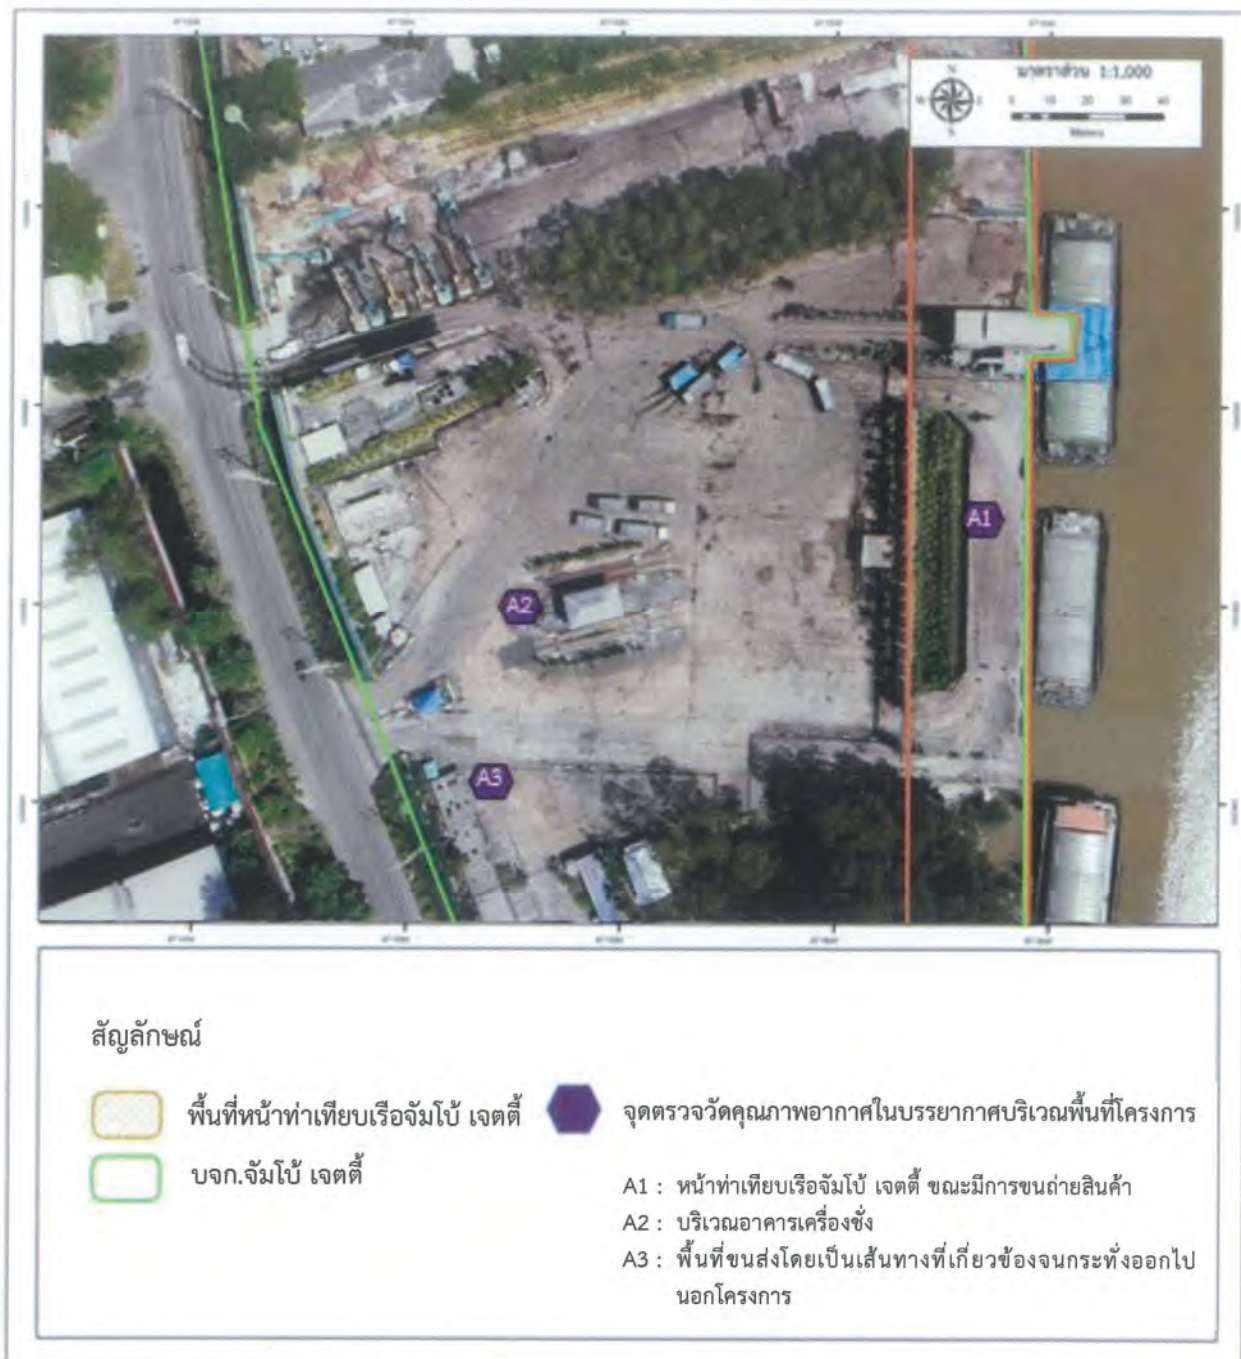 มาตราส่วน 1:1,000
N
W E
S
0 10 20 30 40
Meters
A1
A2
A3
สัญลักษณ์
พื้นที่หน้าท่าเทียบเรือจัมโบ้ เจตตี้
บจก.จัมโบ้ เจตตี้
จุดตรวจวัดคุณภาพอากาศในบรรยากาศบริเวณพื้นที่โครงการ
A1 : หน้าท่าเทียบเรือจัมโบ้ เจตตี้ ขณะมีการขนถ่ายสินค้า
A2 : บริเวณอาคารเครื่องชั่ง
A3 : พื้นที่ขนส่งโดยเป็นเส้นทางที่เกี่ยวข้องจนกระทั่งออกไป
นอกโครงการ